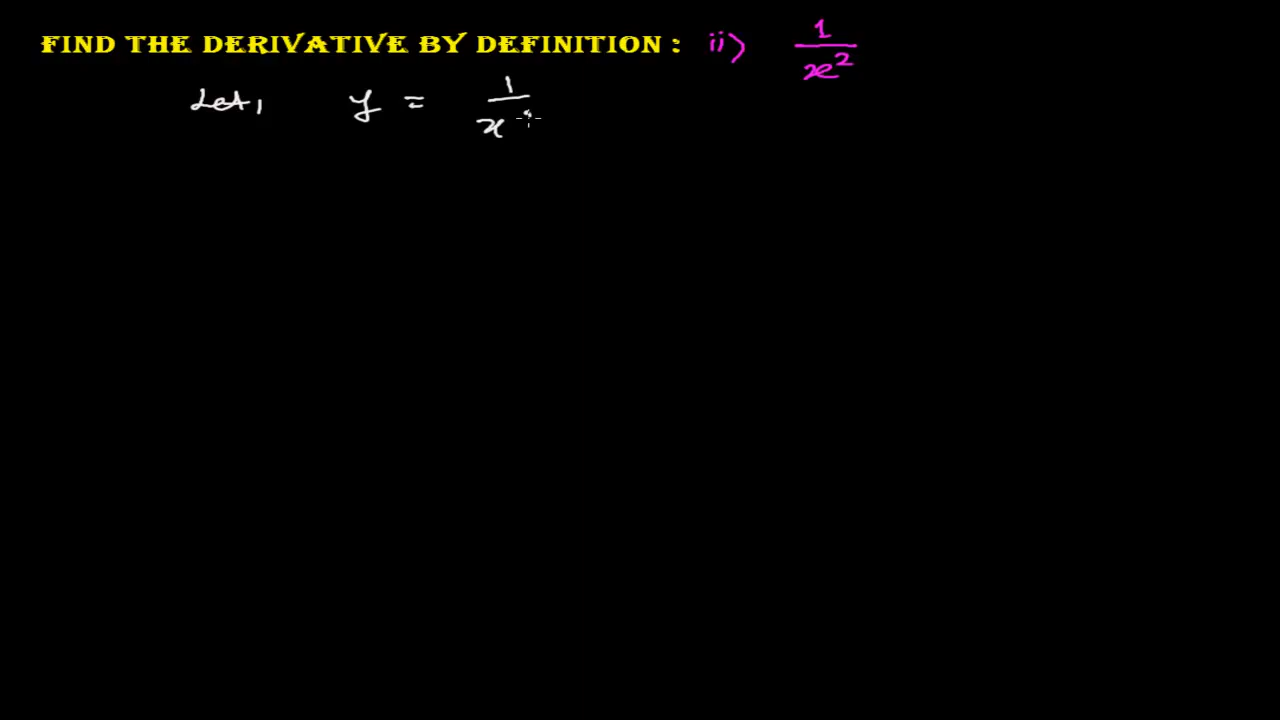 FIND THE DERIVATIVE BY DEFINITION : ii) 1/x²
Let, y = 1/x